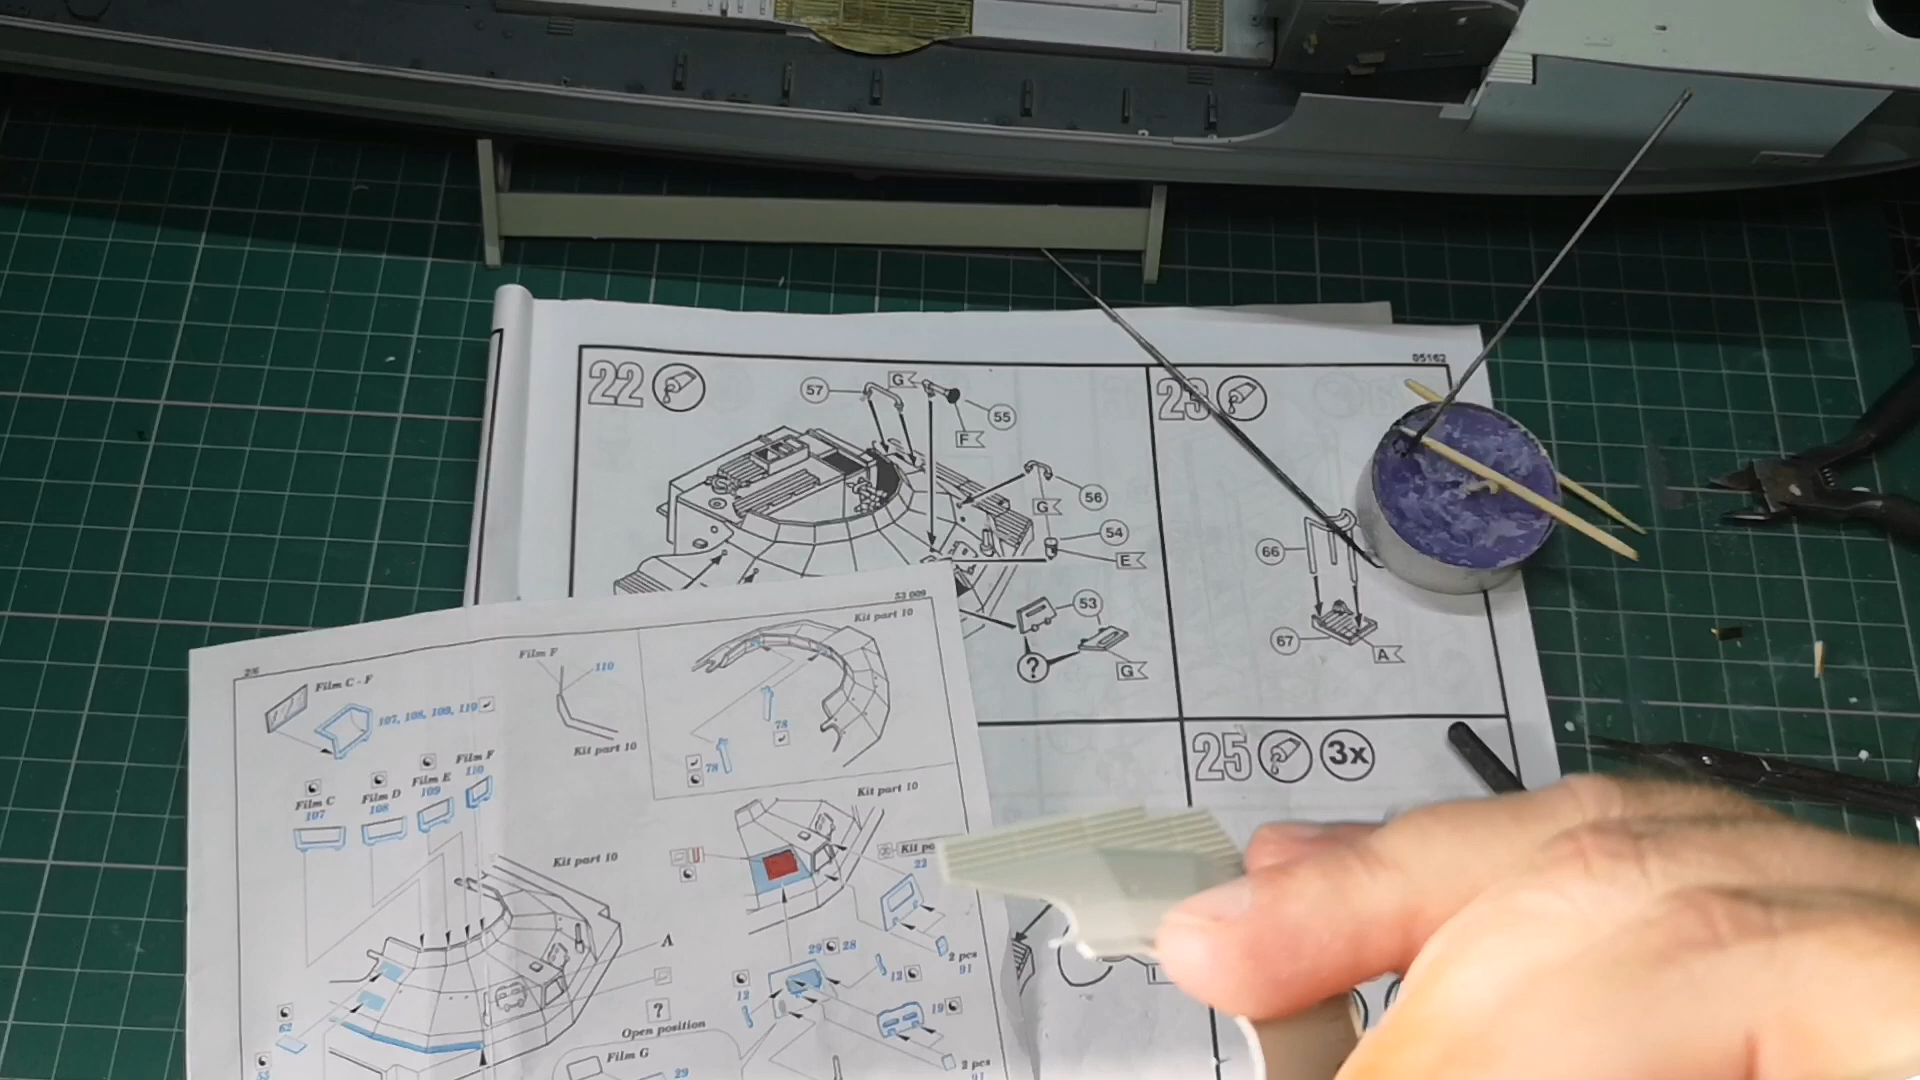 05162
22
23
57
G
55
F
56
G
54
E
53
?
G
66
67
A
25
3x
53 009
2/6
Film C - F
107, 108, 109, 110
Film F
110
Kit part 10
Kit part 10
78
78
Film C
107
Film D
108
Film E
109
Film F
110
Kit part 10
Kit part 10
22
A
?
Open position
Film G
29
29
28
12
12
19
2 pcs
91
2 pcs
91
62